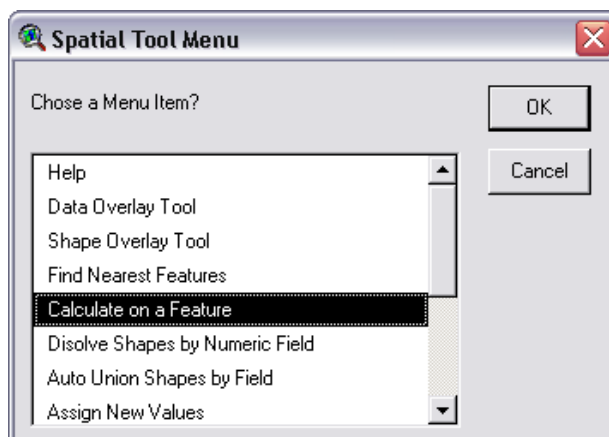 Spatial Tool Menu
Chose a Menu Item?
OK
Cancel
Help
Data Overlay Tool
Shape Overlay Tool
Find Nearest Features
Calculate on a Feature
Disolve Shapes by Numeric Field
Auto Union Shapes by Field
Assign New Values